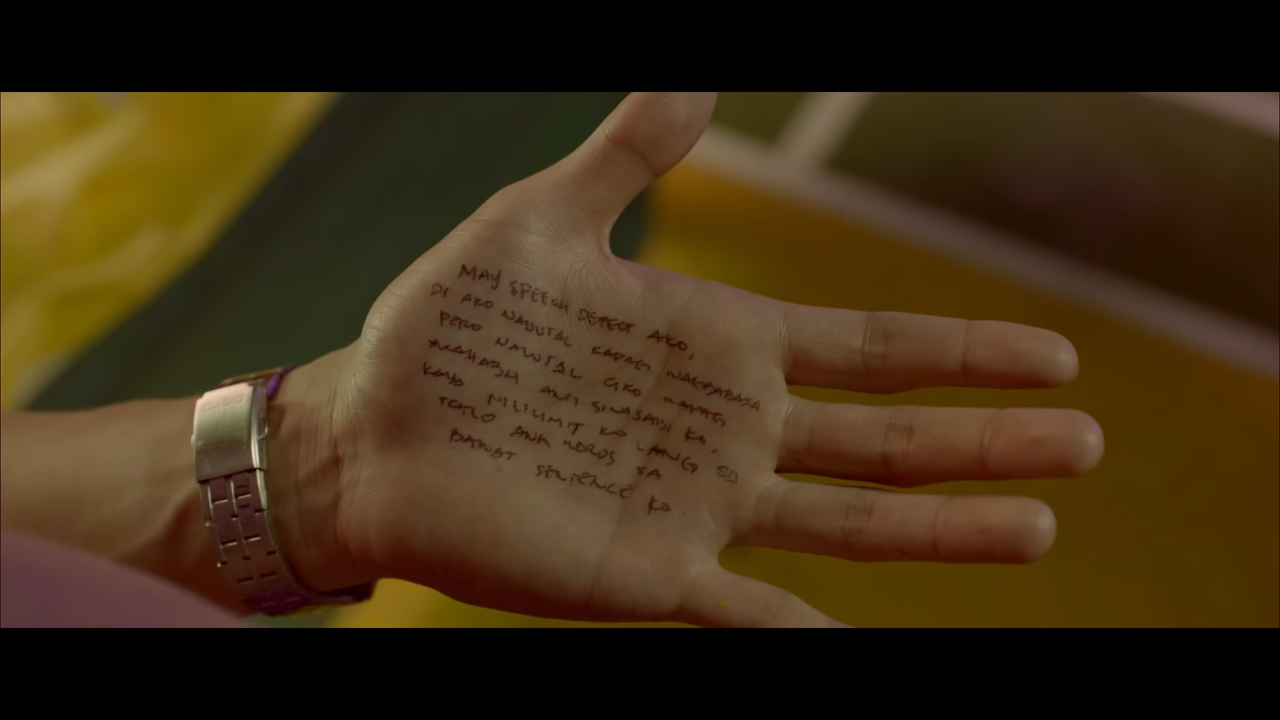 MAY SPEECH DEFECT AKO,
DI AKO NAUUTAL KAPAG NAGBABASA
PERO NAUUTAL AKO KAPAG
MAHABA ANG SINASABI KO.
KAYA NILILIMIT KO LANG SA
TATLO ANG WORDS SA
BAWAT SENTENCE KO.